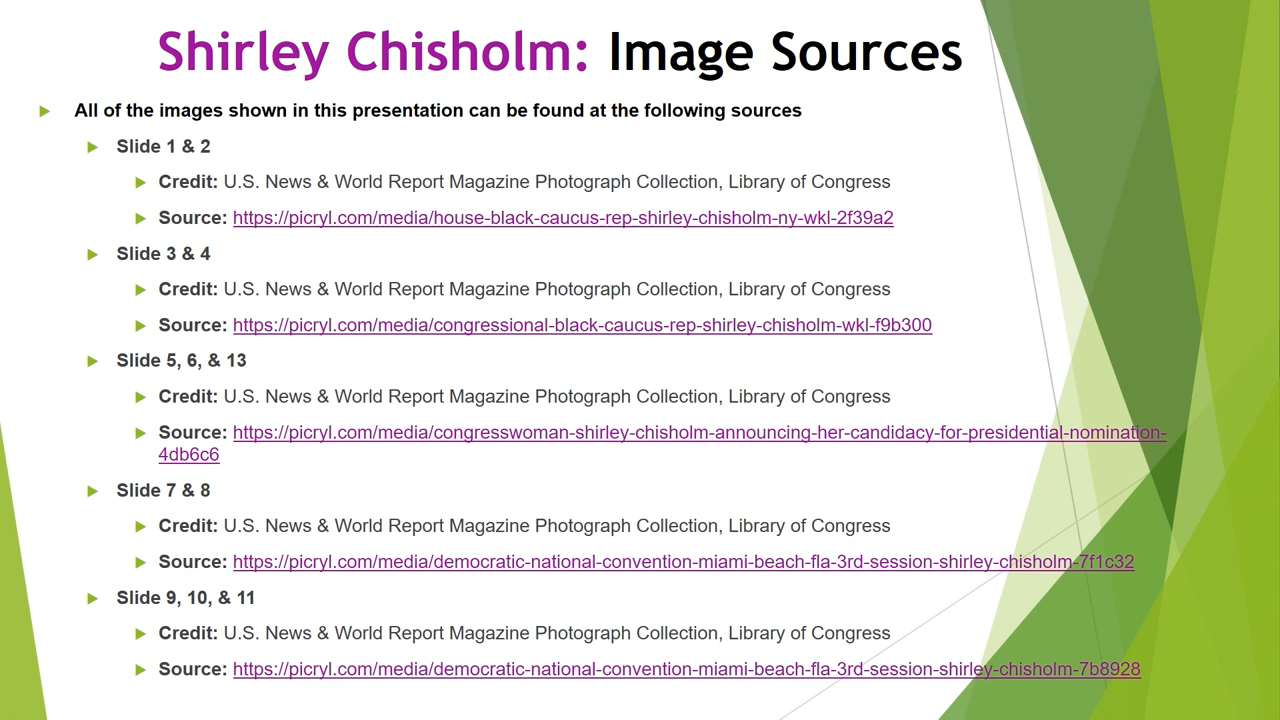 Shirley Chisholm: Image Sources
All of the images shown in this presentation can be found at the following sources
Slide 1 & 2
Credit: U.S. News & World Report Magazine Photograph Collection, Library of Congress
Source: https://picryl.com/media/house-black-caucus-rep-shirley-chisholm-ny-wkl-2f39a2
Slide 3 & 4
Credit: U.S. News & World Report Magazine Photograph Collection, Library of Congress
Source: https://picryl.com/media/congressional-black-caucus-rep-shirley-chisholm-wkl-f9b300
Slide 5, 6, & 13
Credit: U.S. News & World Report Magazine Photograph Collection, Library of Congress
Source: https://picryl.com/media/congresswoman-shirley-chisholm-announcing-her-candidacy-for-presidential-nomination-
4db6c6
Slide 7 & 8
Credit: U.S. News & World Report Magazine Photograph Collection, Library of Congress
Source: https://picryl.com/media/democratic-national-convention-miami-beach-fla-3rd-session-shirley-chisholm-7f1c32
Slide 9, 10, & 11
Credit: U.S. News & World Report Magazine Photograph Collection, Library of Congress
Source: https://picryl.com/media/democratic-national-convention-miami-beach-fla-3rd-session-shirley-chisholm-7b8928